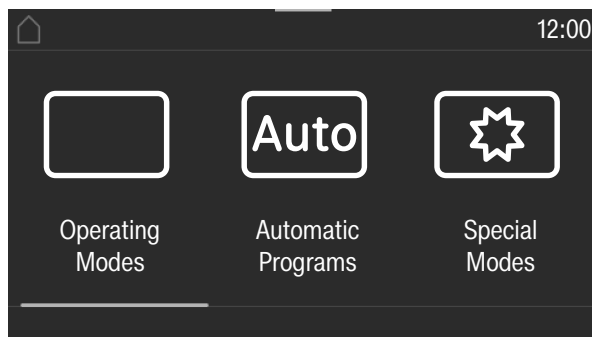 12:00
Auto
Operating
Modes
Automatic
Programs
Special
Modes